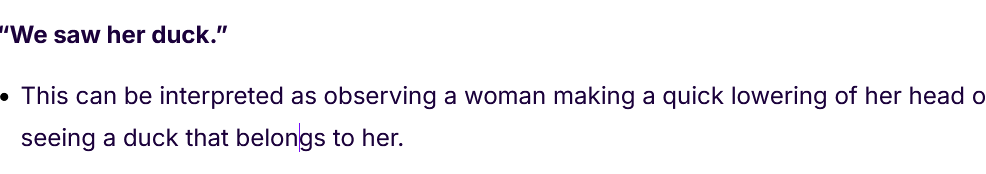 “We saw her duck.”
• This can be interpreted as observing a woman making a quick lowering of her head o
seeing a duck that belongs to her.